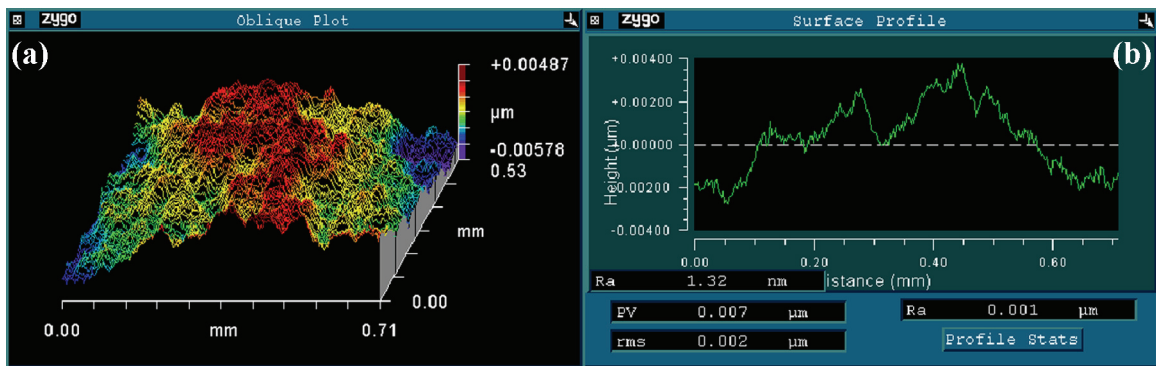 zygo Oblique Plot
(a)
+0.00487
μm
-0.00578
0.53
mm
0.00
0.00 mm 0.71
zygo Surface Profile
(b)
+0.00400
+0.00200
+0.00000
-0.00200
-0.00400
Height (μm)
0.00 0.20 0.40 0.60
Ra 1.32 nm istance (mm)
PV 0.007 μm
Ra 0.001 μm
rms 0.002 μm
Profile Stats